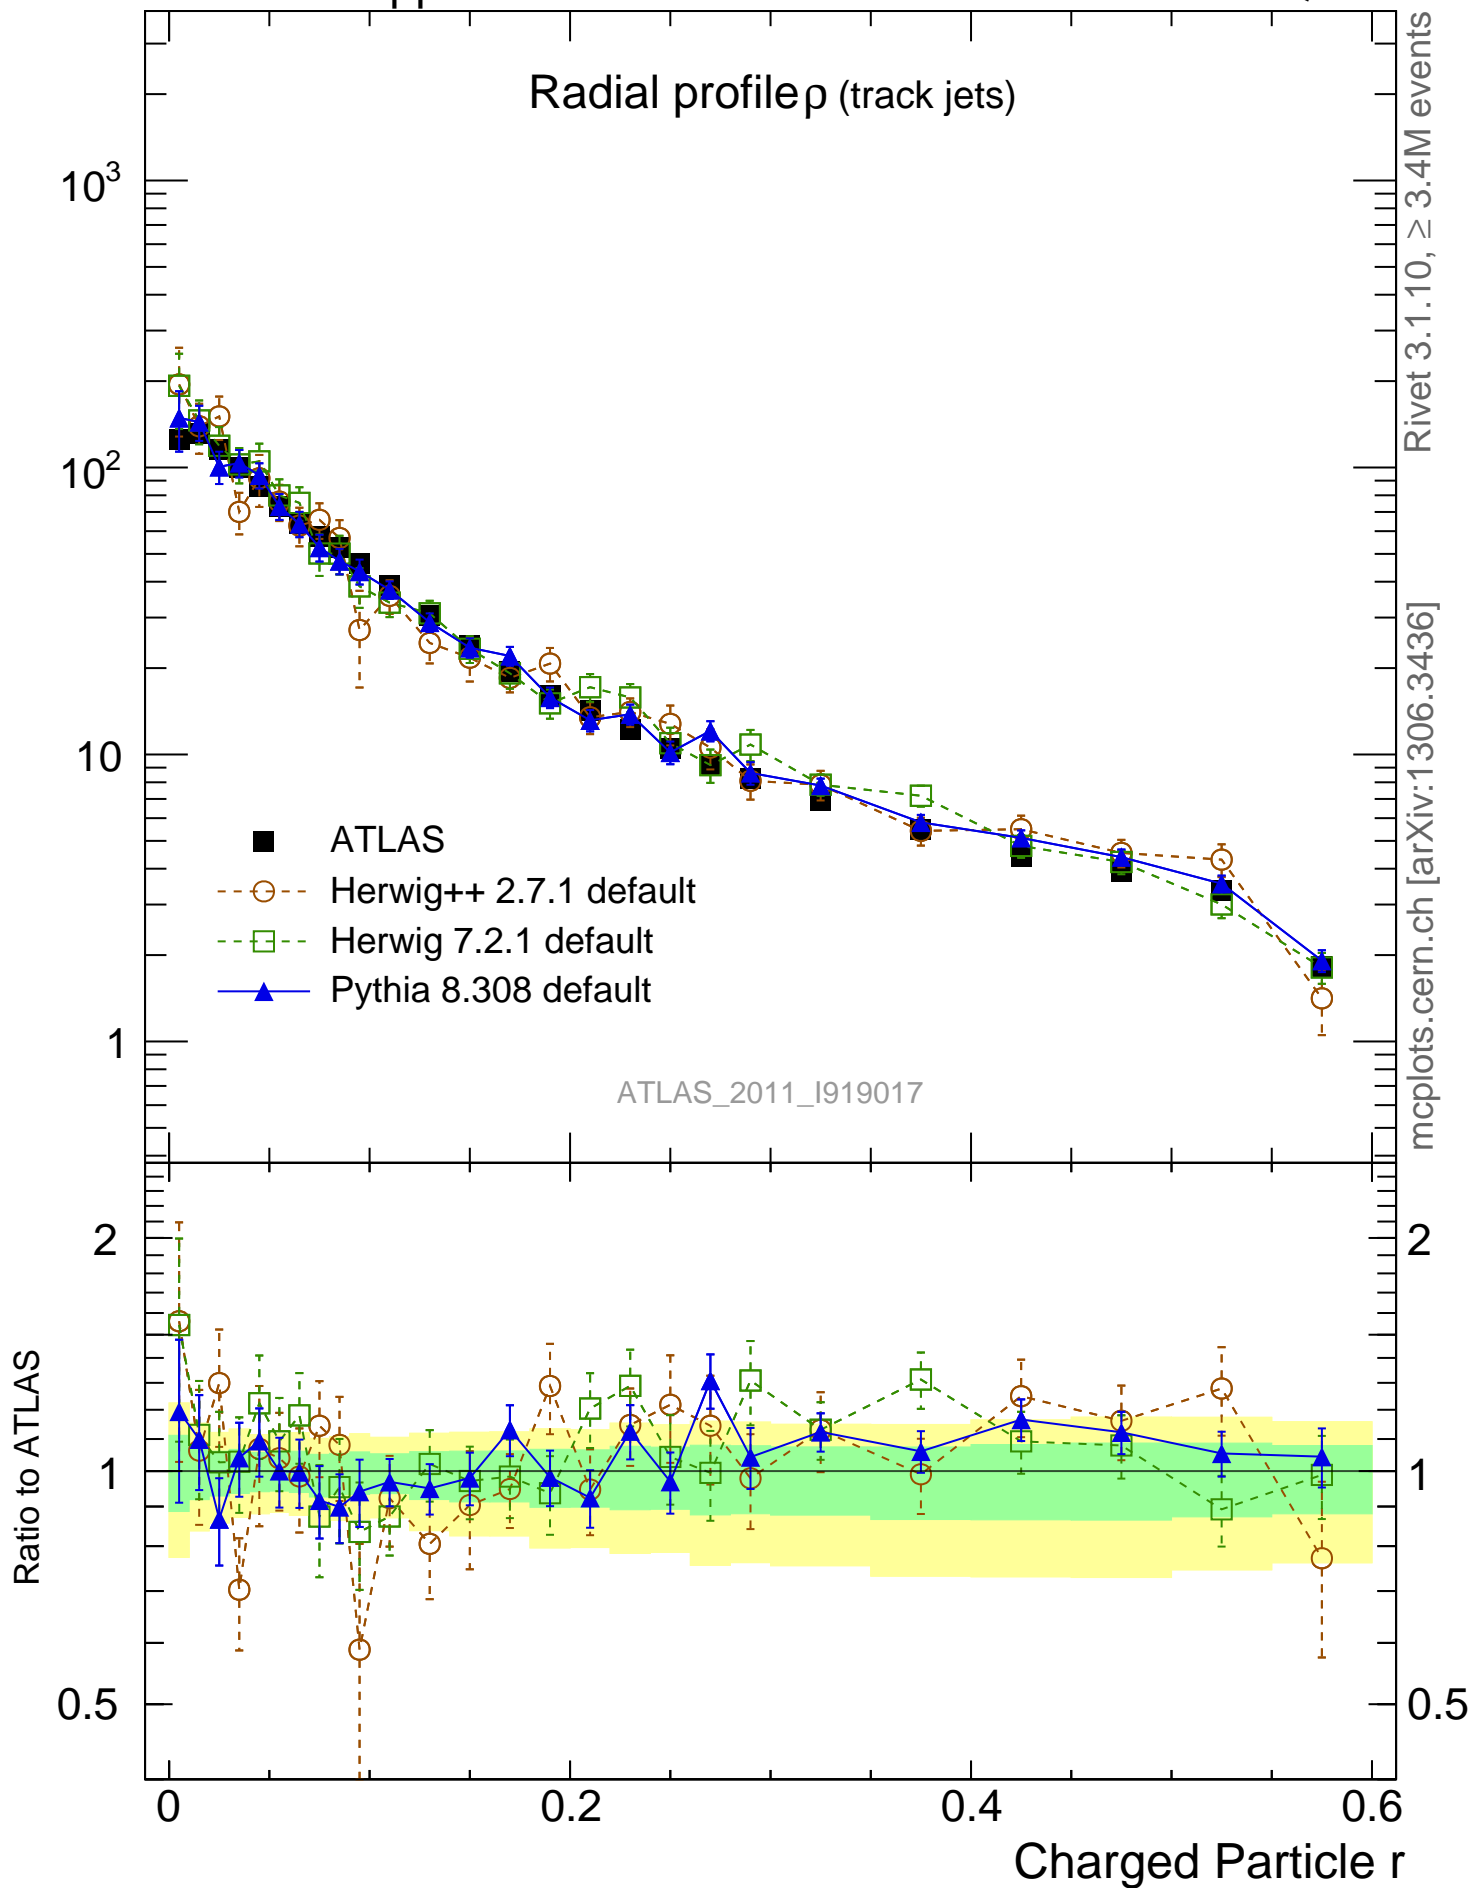 Radial profile ρ (track jets)
10³
10²
10
1
ATLAS
Herwig++ 2.7.1 default
Herwig 7.2.1 default
Pythia 8.308 default
ATLAS_2011_I919017
Rivet 3.1.10, ≥ 3.4M events
mcplots.cern.ch [arXiv:1306.3436]
Ratio to ATLAS
2
1
0.5
2
1
0.5
0
0.2
0.4
0.6
Charged Particle r